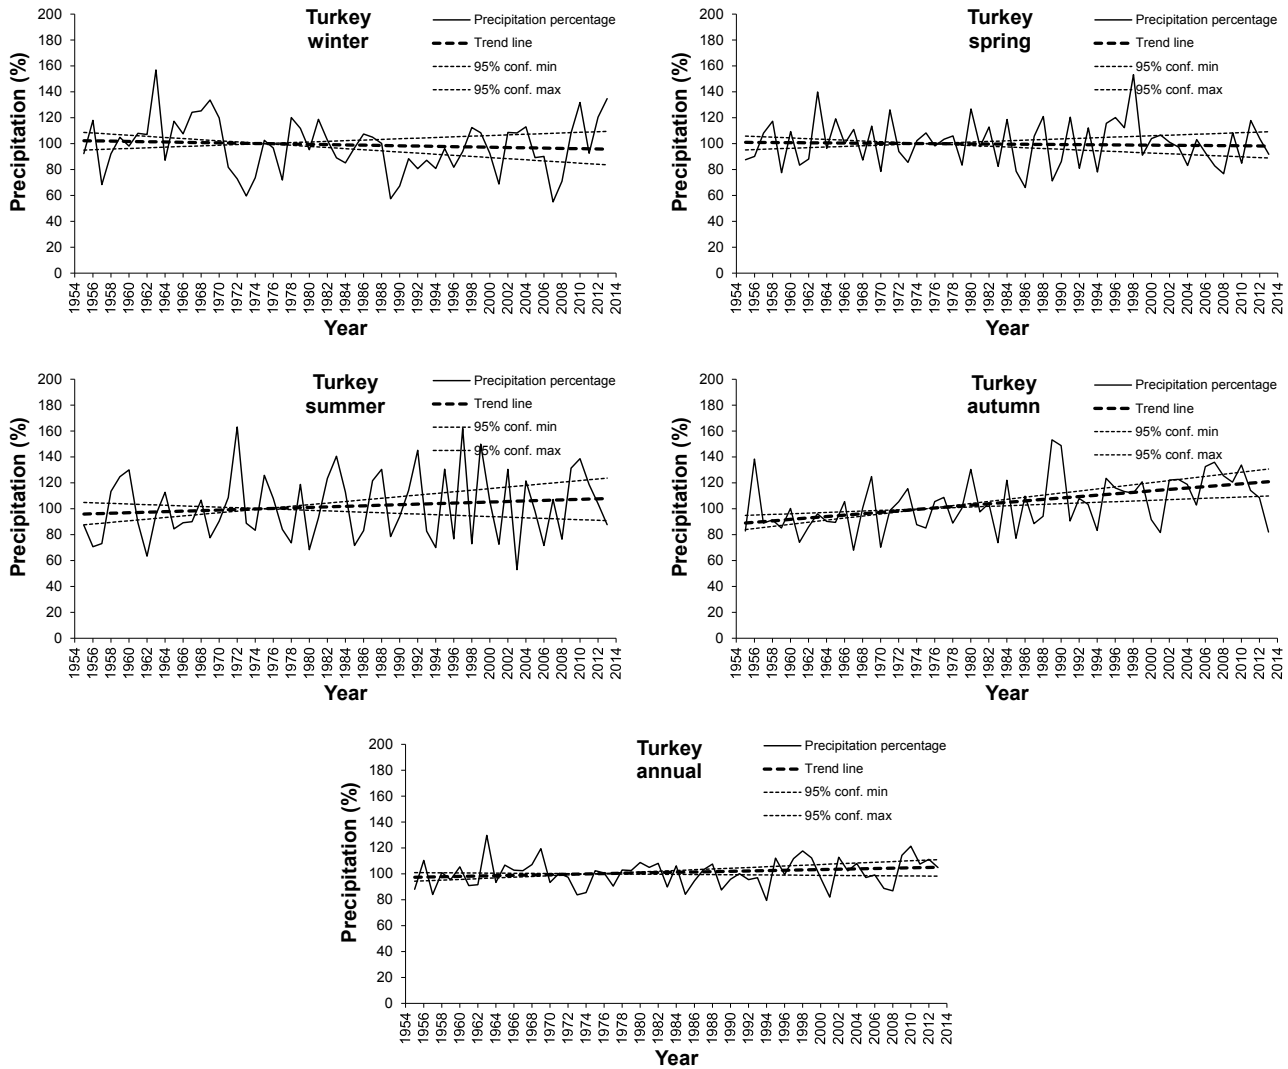 Turkey
winter
Precipitation percentage
Trend line
95% conf. min
95% conf. max
Precipitation (%)
200
180
160
140
120
100
80
60
40
20
0
1954 1956 1958 1960 1962 1964 1966 1968 1970 1972 1974 1976 1978 1980 1982 1984 1986 1988 1990 1992 1994 1996 1998 2000 2002 2004 2006 2008 2010 2012 2014
Year
Turkey
spring
Precipitation percentage
Trend line
95% conf. min
95% conf. max
Precipitation (%)
200
180
160
140
120
100
80
60
40
20
0
1954 1956 1958 1960 1962 1964 1966 1968 1970 1972 1974 1976 1978 1980 1982 1984 1986 1988 1990 1992 1994 1996 1998 2000 2002 2004 2006 2008 2010 2012 2014
Year
Turkey
summer
Precipitation percentage
Trend line
95% conf. min
95% conf. max
Precipitation (%)
200
180
160
140
120
100
80
60
40
20
0
1954 1956 1958 1960 1962 1964 1966 1968 1970 1972 1974 1976 1978 1980 1982 1984 1986 1988 1990 1992 1994 1996 1998 2000 2002 2004 2006 2008 2010 2012 2014
Year
Turkey
autumn
Precipitation percentage
Trend line
95% conf. min
95% conf. max
Precipitation (%)
200
180
160
140
120
100
80
60
40
20
0
1954 1956 1958 1960 1962 1964 1966 1968 1970 1972 1974 1976 1978 1980 1982 1984 1986 1988 1990 1992 1994 1996 1998 2000 2002 2004 2006 2008 2010 2012 2014
Year
Turkey
annual
Precipitation percentage
Trend line
95% conf. min
95% conf. max
Precipitation (%)
200
180
160
140
120
100
80
60
40
20
0
1954 1956 1958 1960 1962 1964 1966 1968 1970 1972 1974 1976 1978 1980 1982 1984 1986 1988 1990 1992 1994 1996 1998 2000 2002 2004 2006 2008 2010 2012 2014
Year